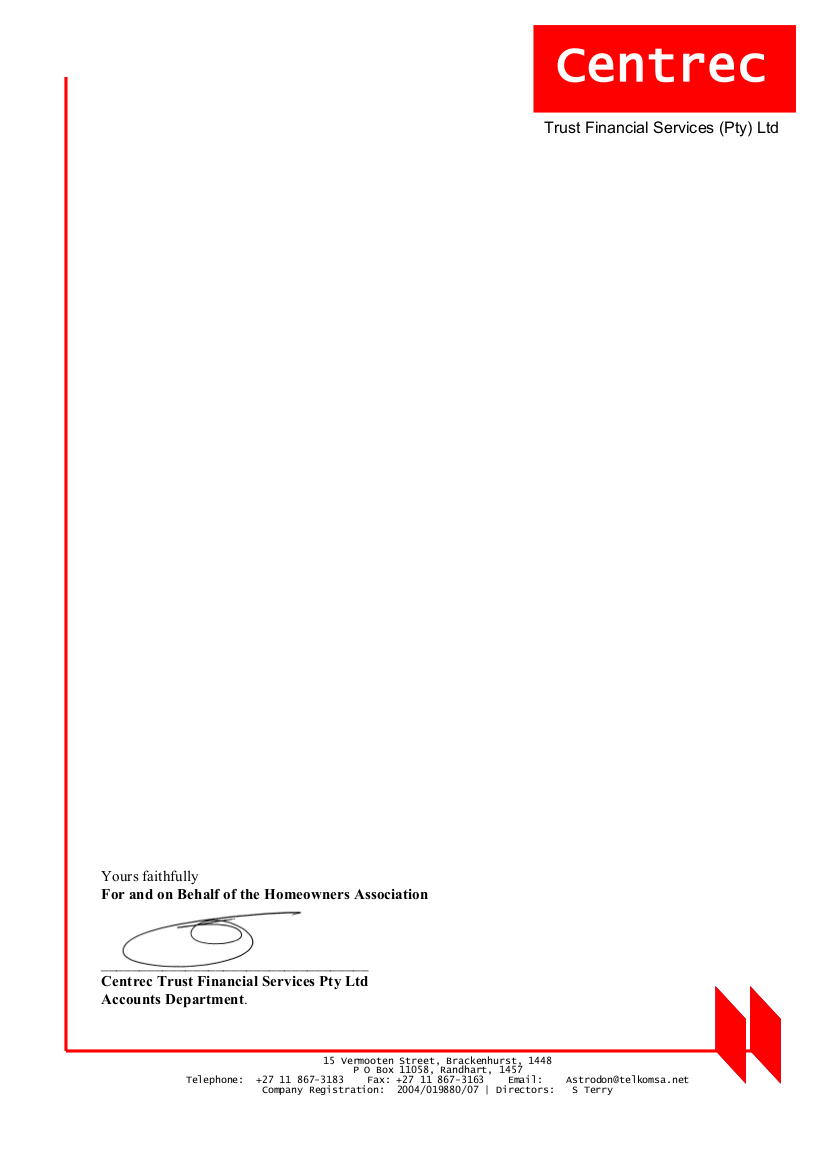 Centrec
Trust Financial Services (Pty) Ltd
Yours faithfully
For and on Behalf of the Homeowners Association
Centrec Trust Financial Services Pty Ltd
Accounts Department.
15 Vermooten Street, Brackenhurst, 1448
P O Box 11058, Randhart, 1457
Telephone: +27 11 867-3183 Fax: +27 11 867-3163 Email: Astrodon@telkomsa.net
Company Registration: 2004/019880/07 | Directors: S Terry